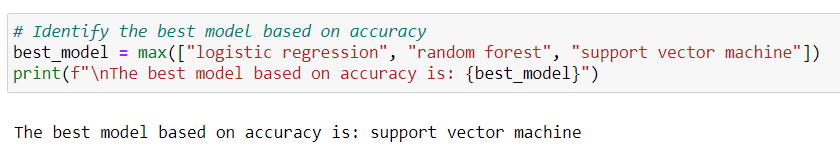 # Identify the best model based on accuracy
best_model = max(["logistic regression", "random forest", "support vector machine"])
print(f"\nThe best model based on accuracy is: {best_model}")
The best model based on accuracy is: support vector machine